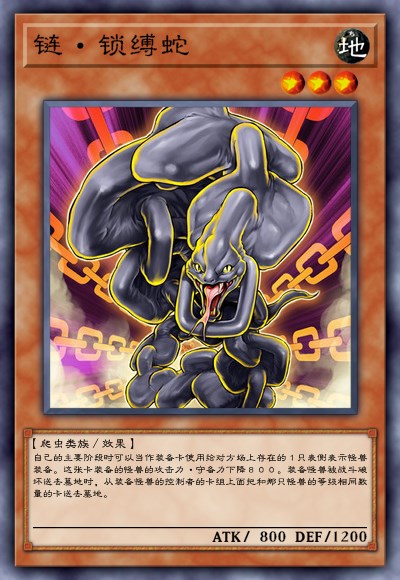 链·锁缚蛇
地
【爬虫类族/效果】
自己的主要阶段时可以当作装备卡使用给对方场上存在的1只表侧表示怪兽
装备。这张卡装备的怪兽的攻击力·守备力下降800。装备怪兽被战斗破
坏送去墓地时，从装备怪兽的控制者的卡组上面把和那只怪兽的等级相同数
量的卡送去墓地。
ATK/ 800 DEF/1200